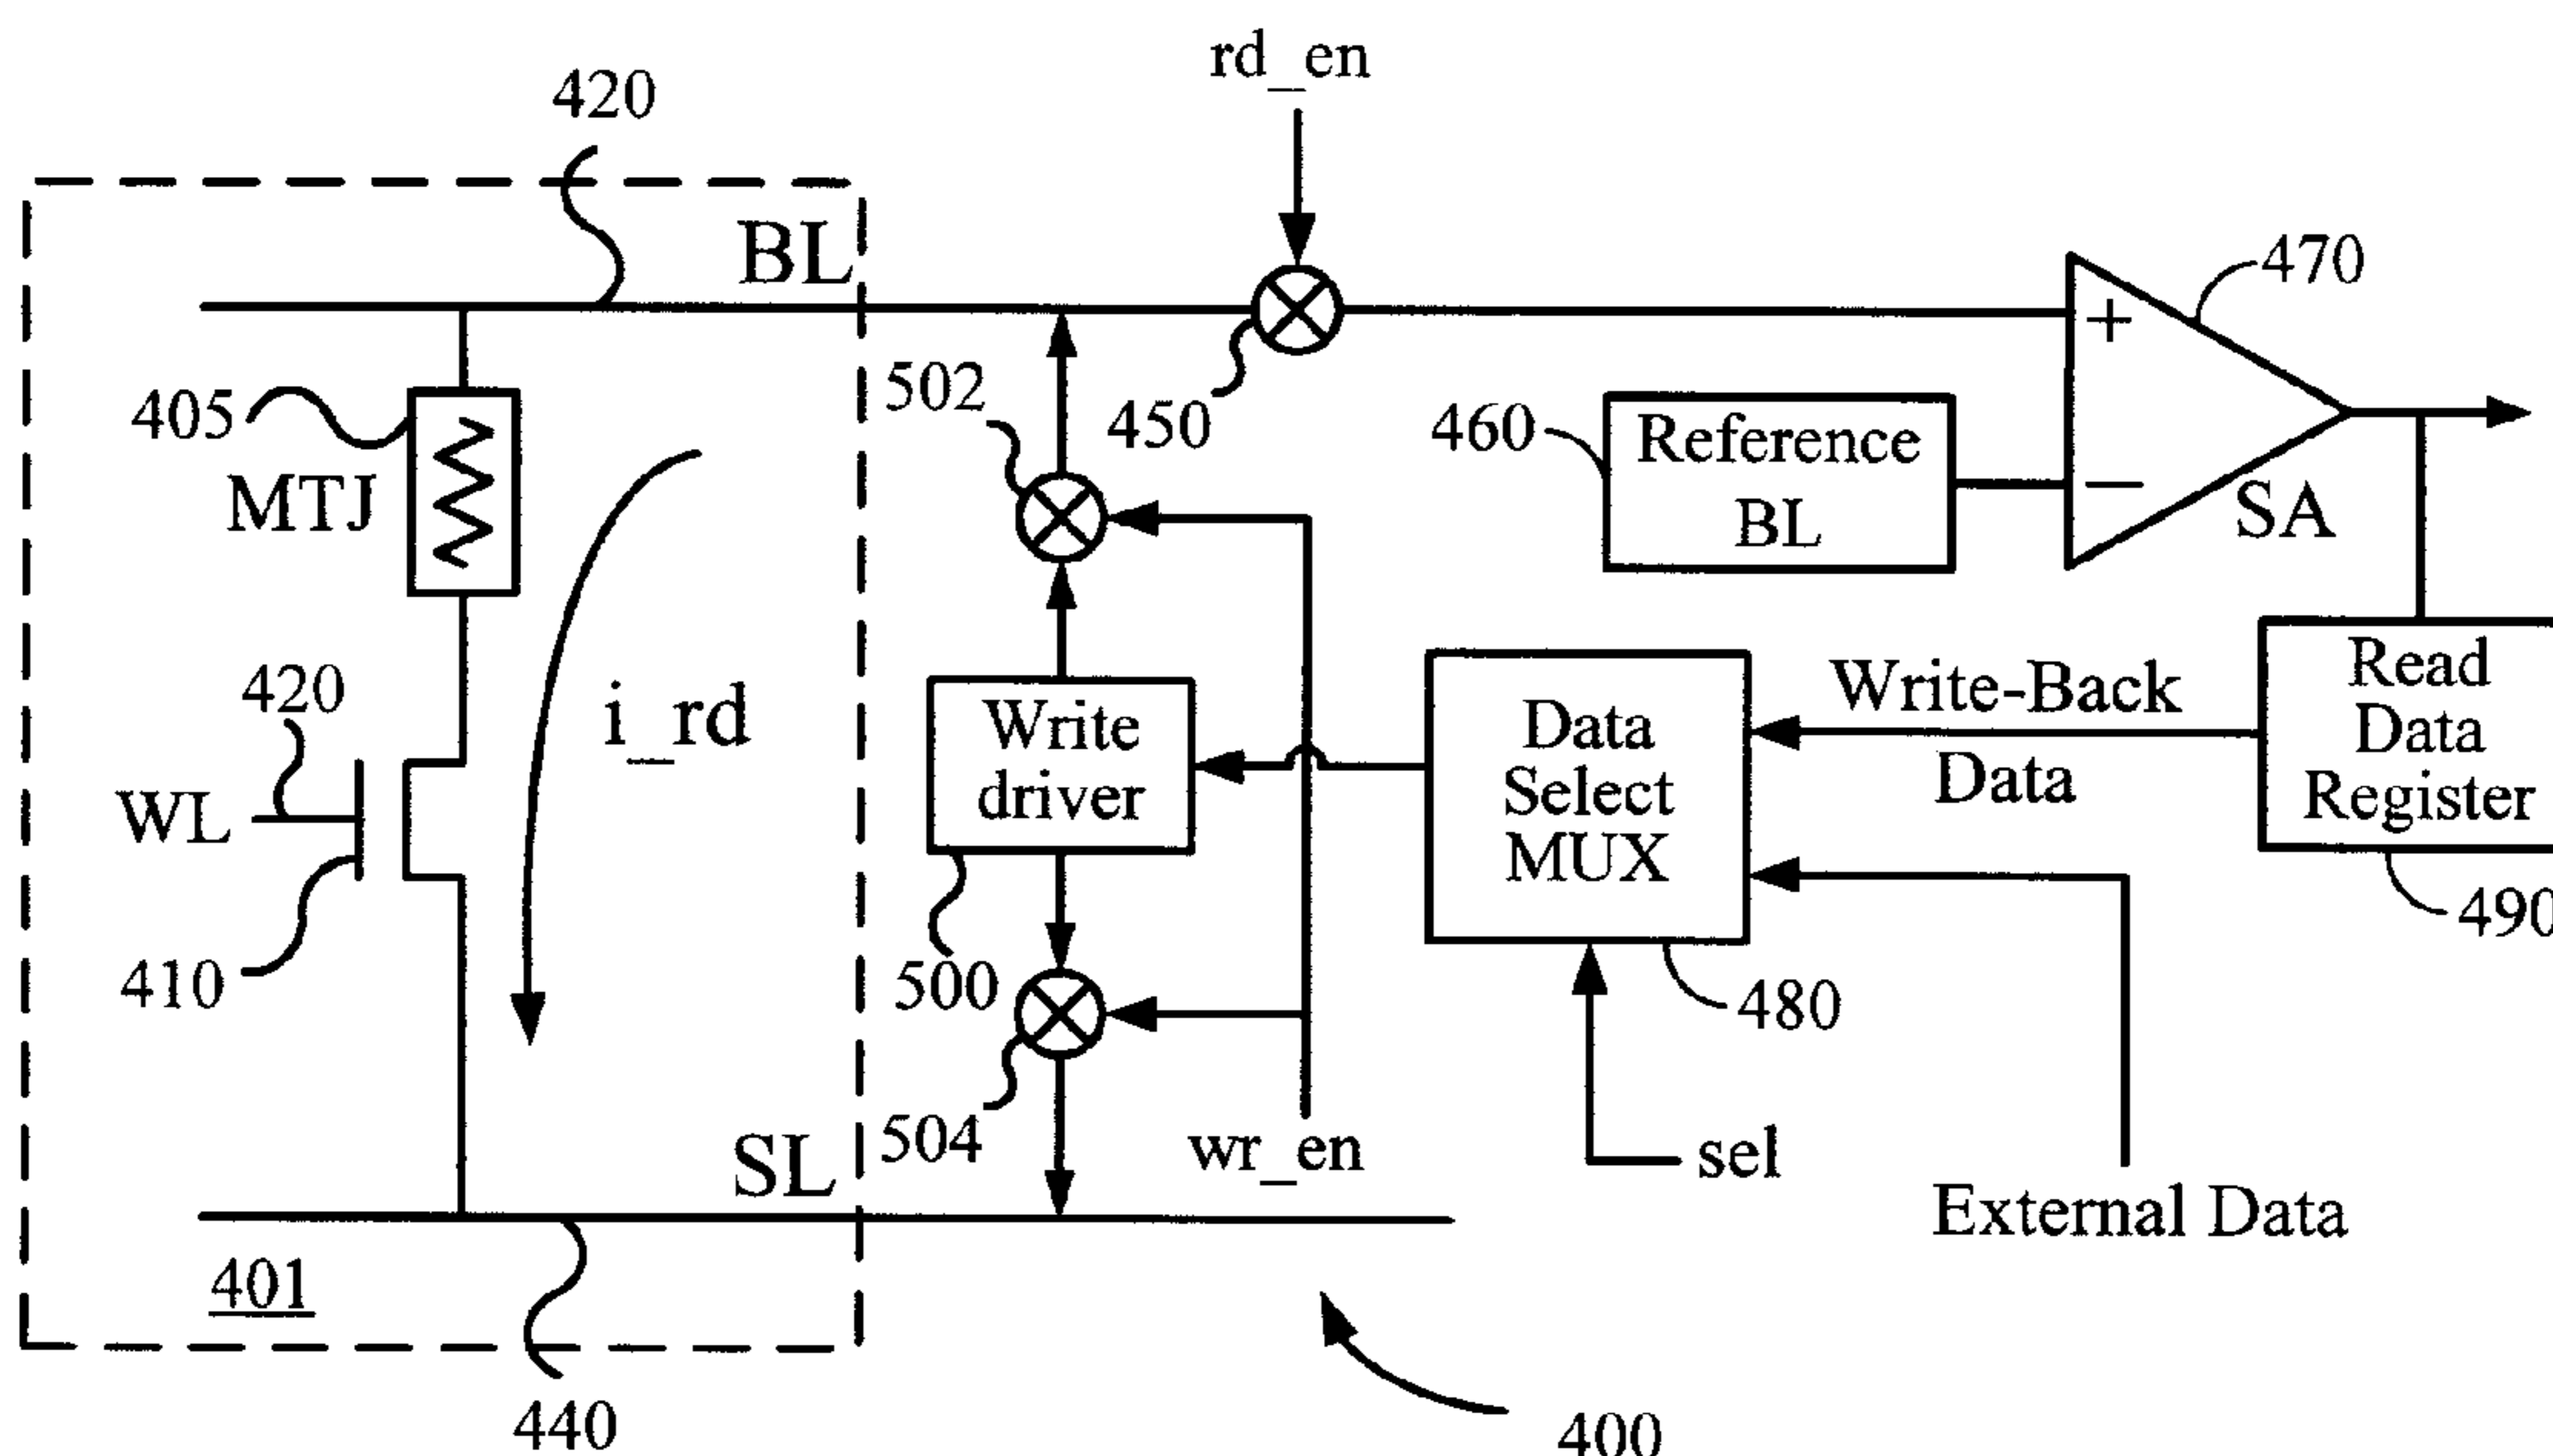 rd_en
420
BL
470
405
502
450
460
Reference
BL
+
−
SA
MTJ
420
i_rd
Write
driver
Data
Select
MUX
Write-Back
Data
Read
Data
Register
WL
410
500
480
490
504
wr_en
sel
SL
External Data
401
440
400